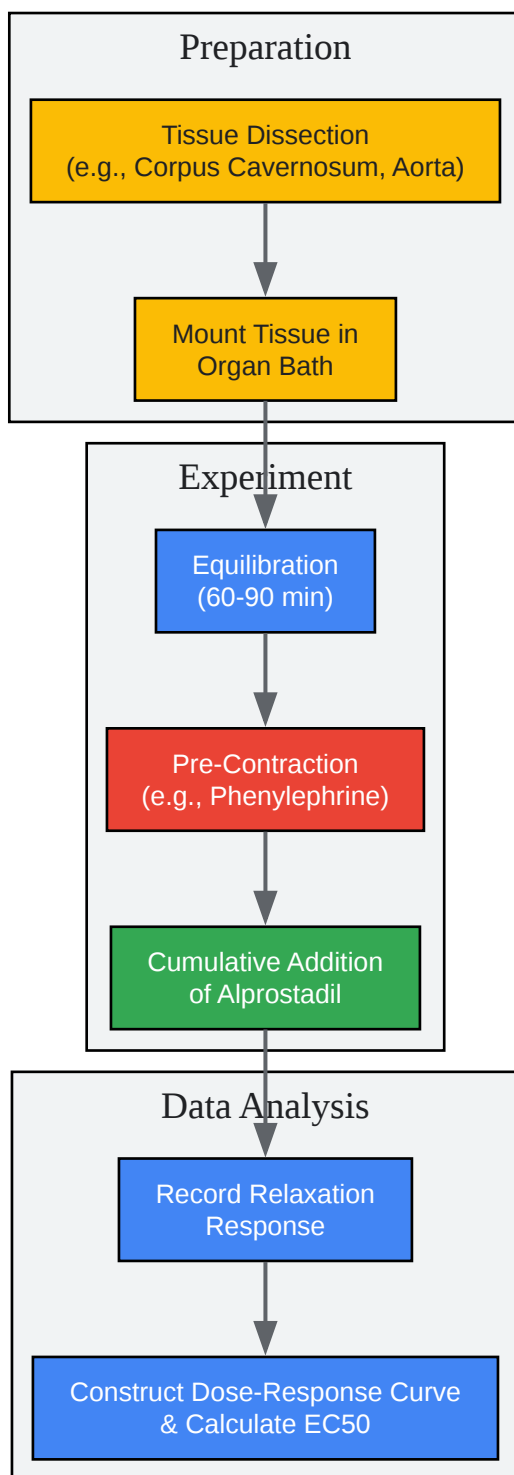 Preparation
Tissue Dissection
(e.g., Corpus Cavernosum, Aorta)
Mount Tissue in
Organ Bath
Experiment
Equilibration
(60-90 min)
Pre-Contraction
(e.g., Phenylephrine)
Cumulative Addition
of Alprostadil
Data Analysis
Record Relaxation
Response
Construct Dose-Response Curve
& Calculate EC50